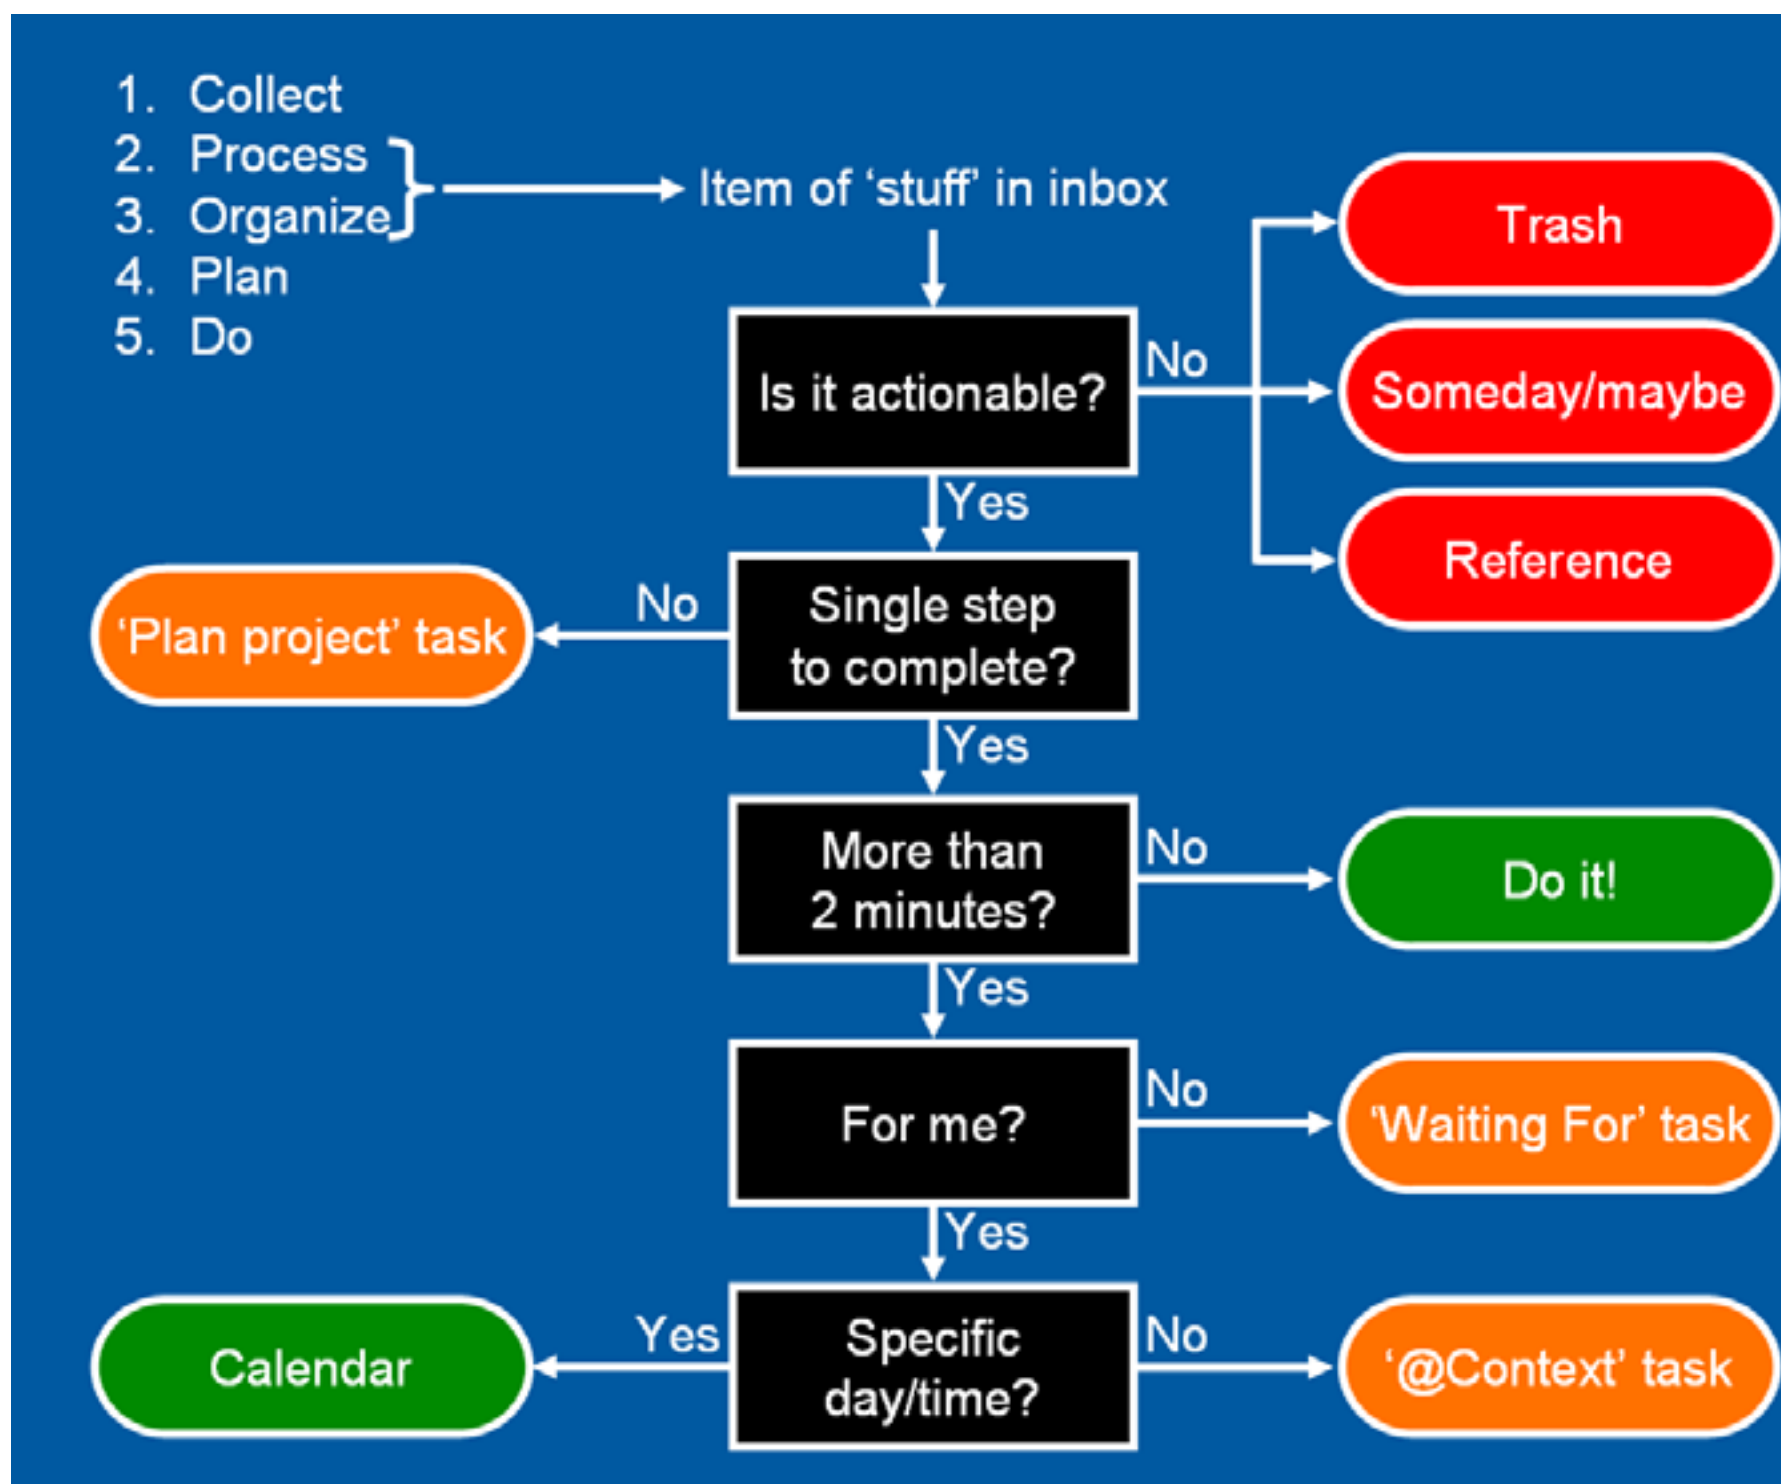 1. Collect
2. Process
3. Organize
4. Plan
5. Do
Item of ‘stuff’ in inbox
Is it actionable?
No
Trash
Someday/maybe
Reference
Yes
Single step
to complete?
No
‘Plan project’ task
Yes
More than
2 minutes?
No
Do it!
Yes
For me?
No
‘Waiting For’ task
Yes
Specific
day/time?
Yes
Calendar
No
‘@Context’ task